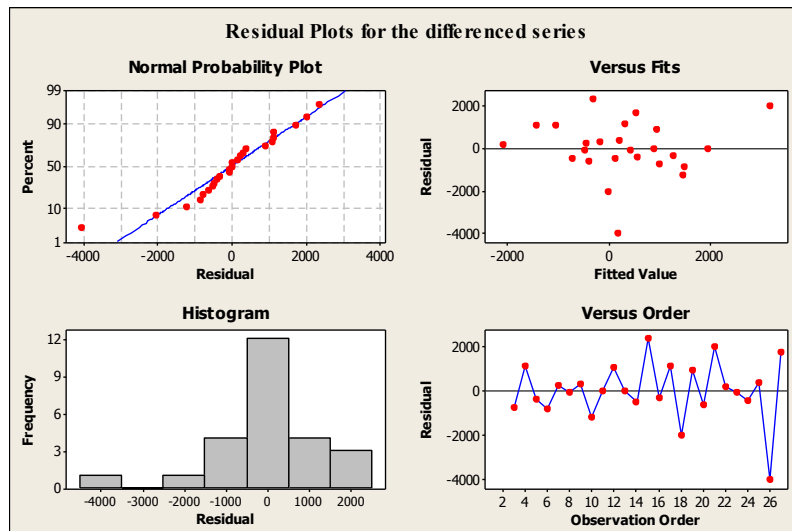 Residual Plots for the differenced series
Normal Probability Plot
99
90
50
10
1
Percent
-4000 -2000 0 2000 4000
Residual
Versus Fits
2000
0
-2000
-4000
Residual
-2000 0 2000
Fitted Value
Histogram
12
9
6
3
0
Frequency
-4000 -3000 -2000 -1000 0 1000 2000
Residual
Versus Order
2000
0
-2000
-4000
Residual
2 4 6 8 10 12 14 16 18 20 22 24 26
Observation Order